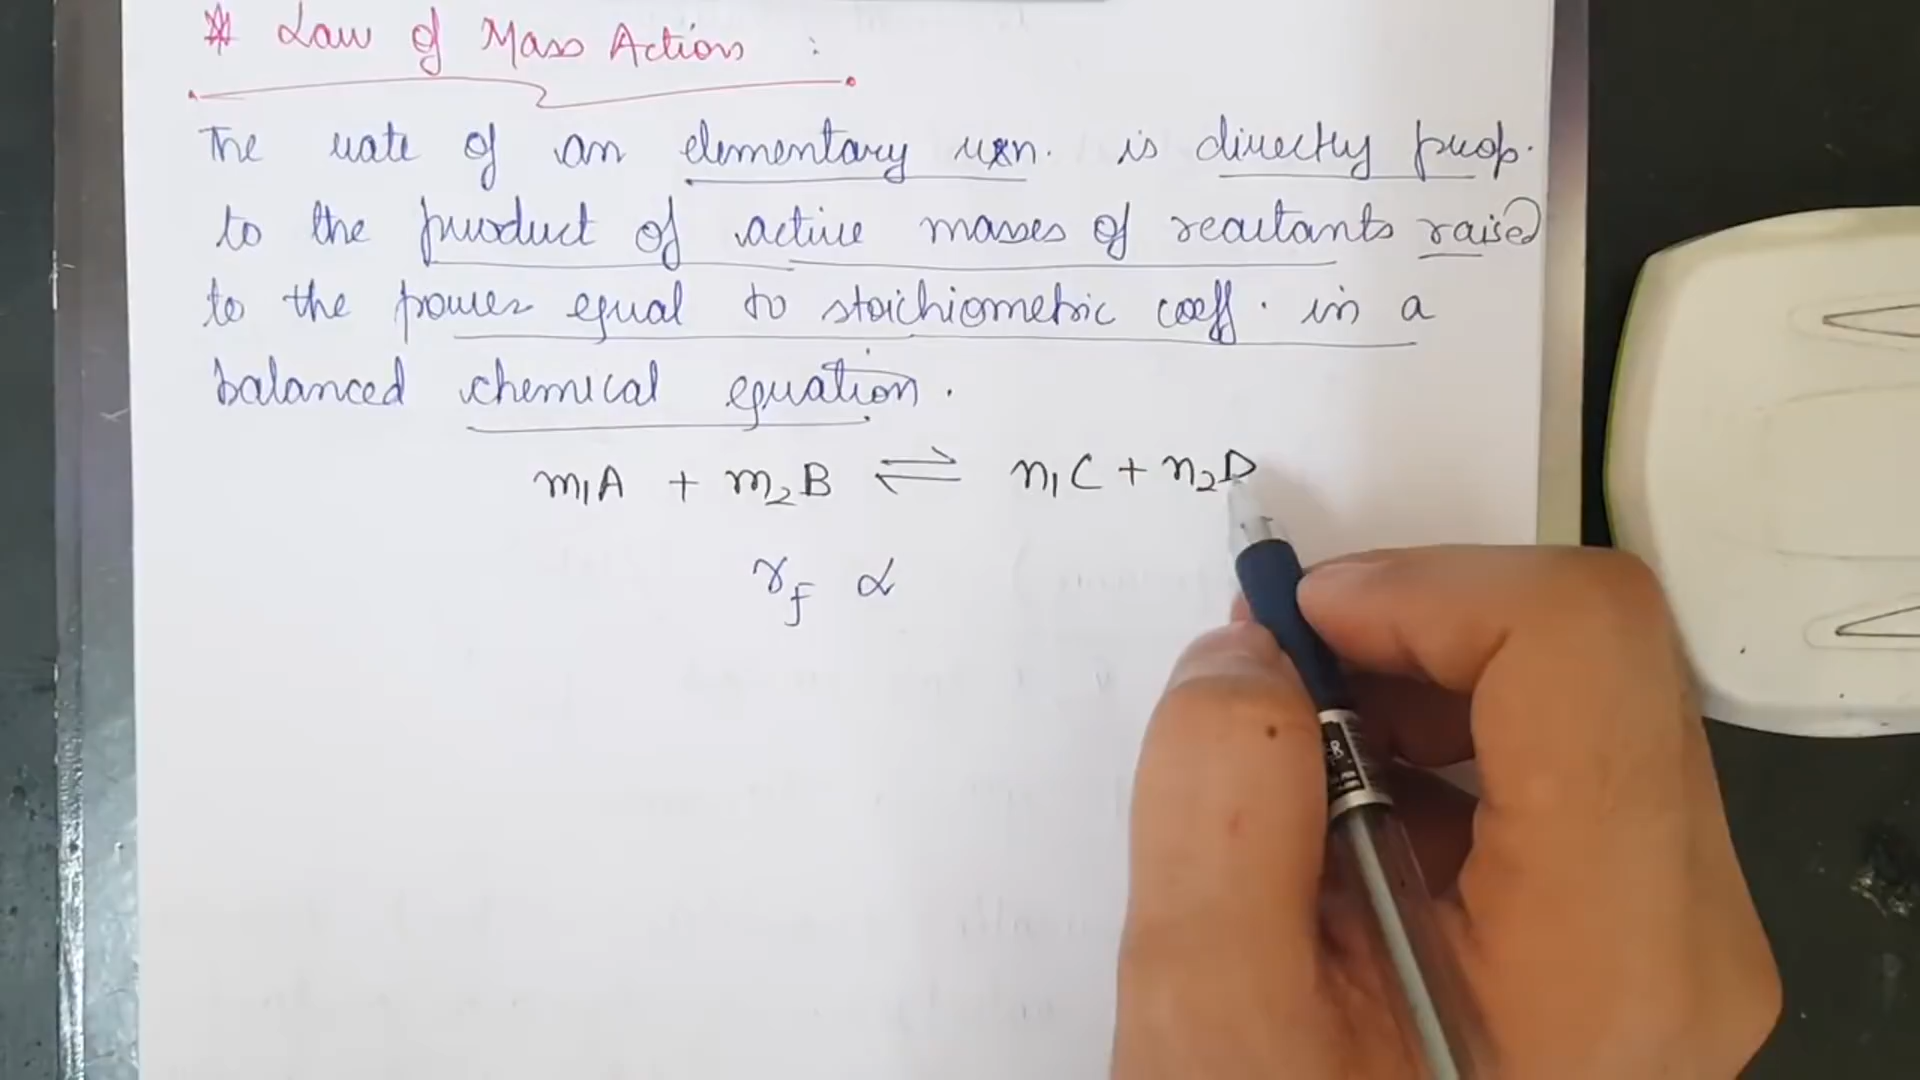 * Law of Mass Action :
The rate of an elementary rxn. is directly prop.
to the product of active masses of reactants raised
to the power equal to stoichiometric coeff. in a
balanced chemical equation.
m₁A + m₂B ⇌ n₁C + n₂D
r_f α